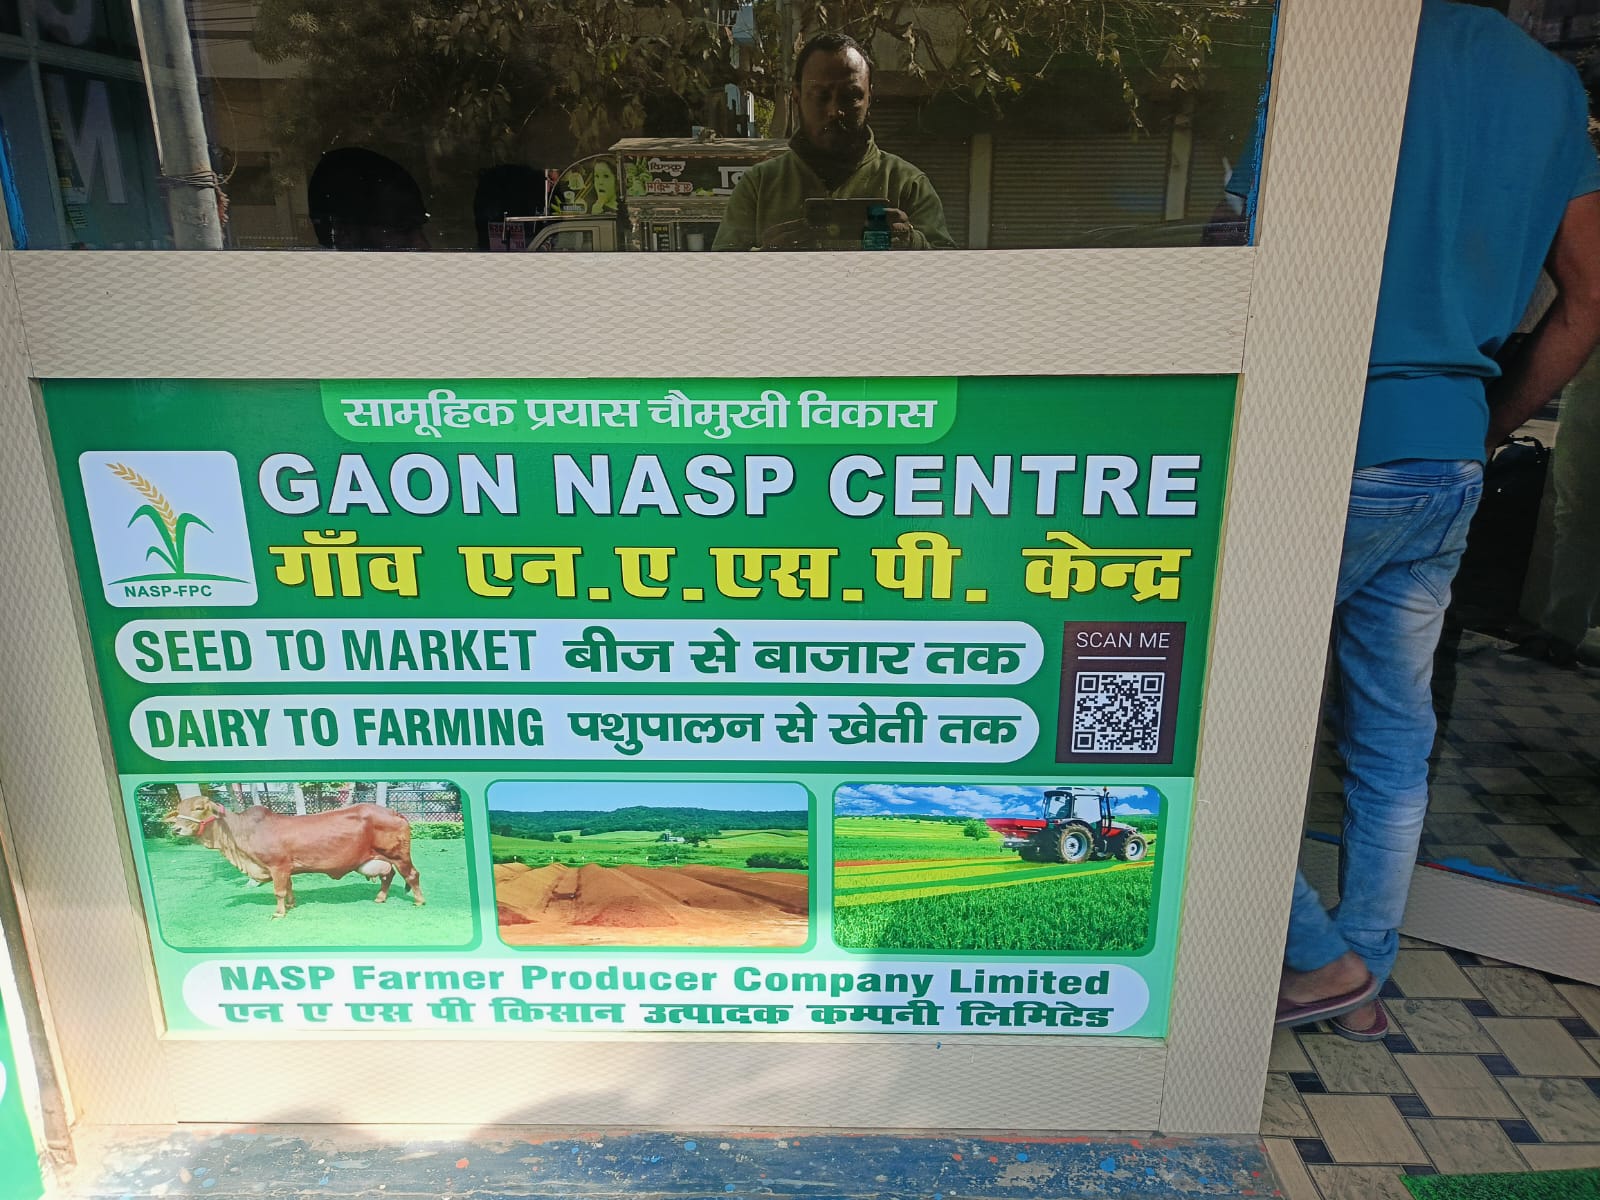 सामूहिक प्रयास चौमुखी विकास
GAON NASP CENTRE
गाँव एन.ए.एस.पी. केन्द्र
NASP-FPC
SEED TO MARKET बीज से बाजार तक
SCAN ME
DAIRY TO FARMING पशुपालन से खेती तक
NASP Farmer Producer Company Limited
एन ए एस पी किसान उत्पादक कम्पनी लिमिटेड